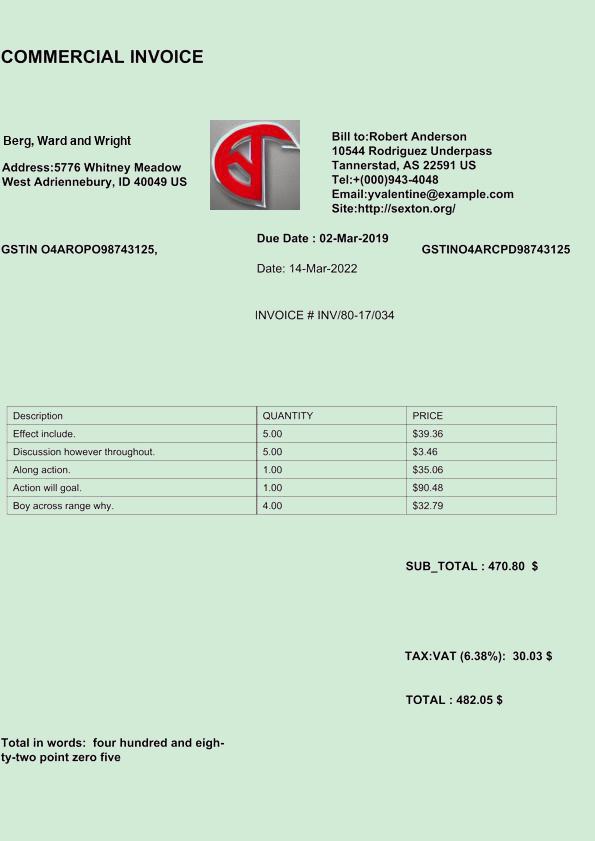 COMMERCIAL INVOICE
Berg, Ward and Wright
Address:5776 Whitney Meadow
West Adriennebury, ID 40049 US
Bill to:Robert Anderson
10544 Rodriguez Underpass
Tannerstad, AS 22591 US
Tel:+(000)943-4048
Email:yvalentine@example.com
Site:http://sexton.org/
GSTIN O4AROPO98743125,
Due Date : 02-Mar-2019
GSTINO4ARCPD98743125
Date: 14-Mar-2022
INVOICE # INV/80-17/034
Description QUANTITY PRICE
Effect include. 5.00 $39.36
Discussion however throughout. 5.00 $3.46
Along action. 1.00 $35.06
Action will goal. 1.00 $90.48
Boy across range why. 4.00 $32.79
SUB_TOTAL : 470.80 $
TAX:VAT (6.38%): 30.03 $
TOTAL : 482.05 $
Total in words: four hundred and eigh-
ty-two point zero five